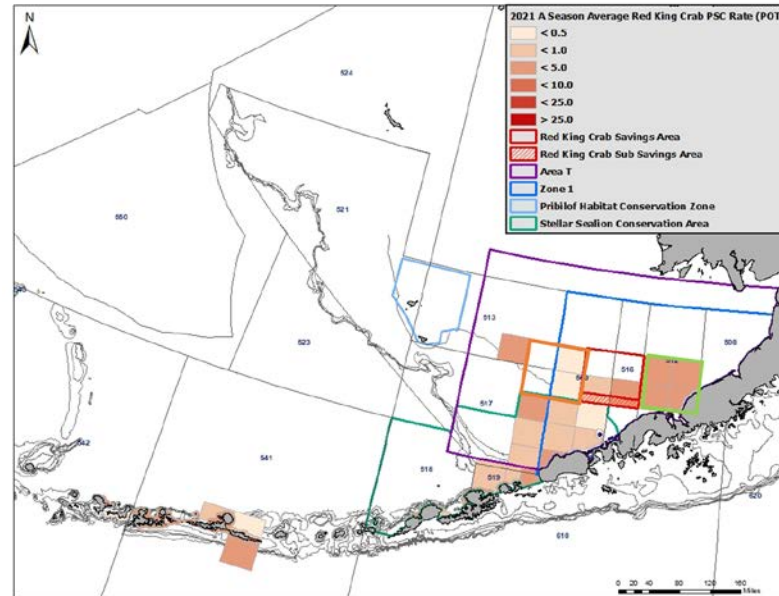 N
2021 A Season Average Red King Crab PSC Rate (POT
< 0.5
< 1.0
< 5.0
< 10.0
< 25.0
> 25.0
Red King Crab Savings Area
Red King Crab Sub Savings Area
Area T
Zone 1
Pribilof Habitat Conservation Zone
Stellar Sealion Conservation Area
524
521
550
513
508
523
516
517
542
541
518
519
620
610
0 20 40 80 120 160
Miles